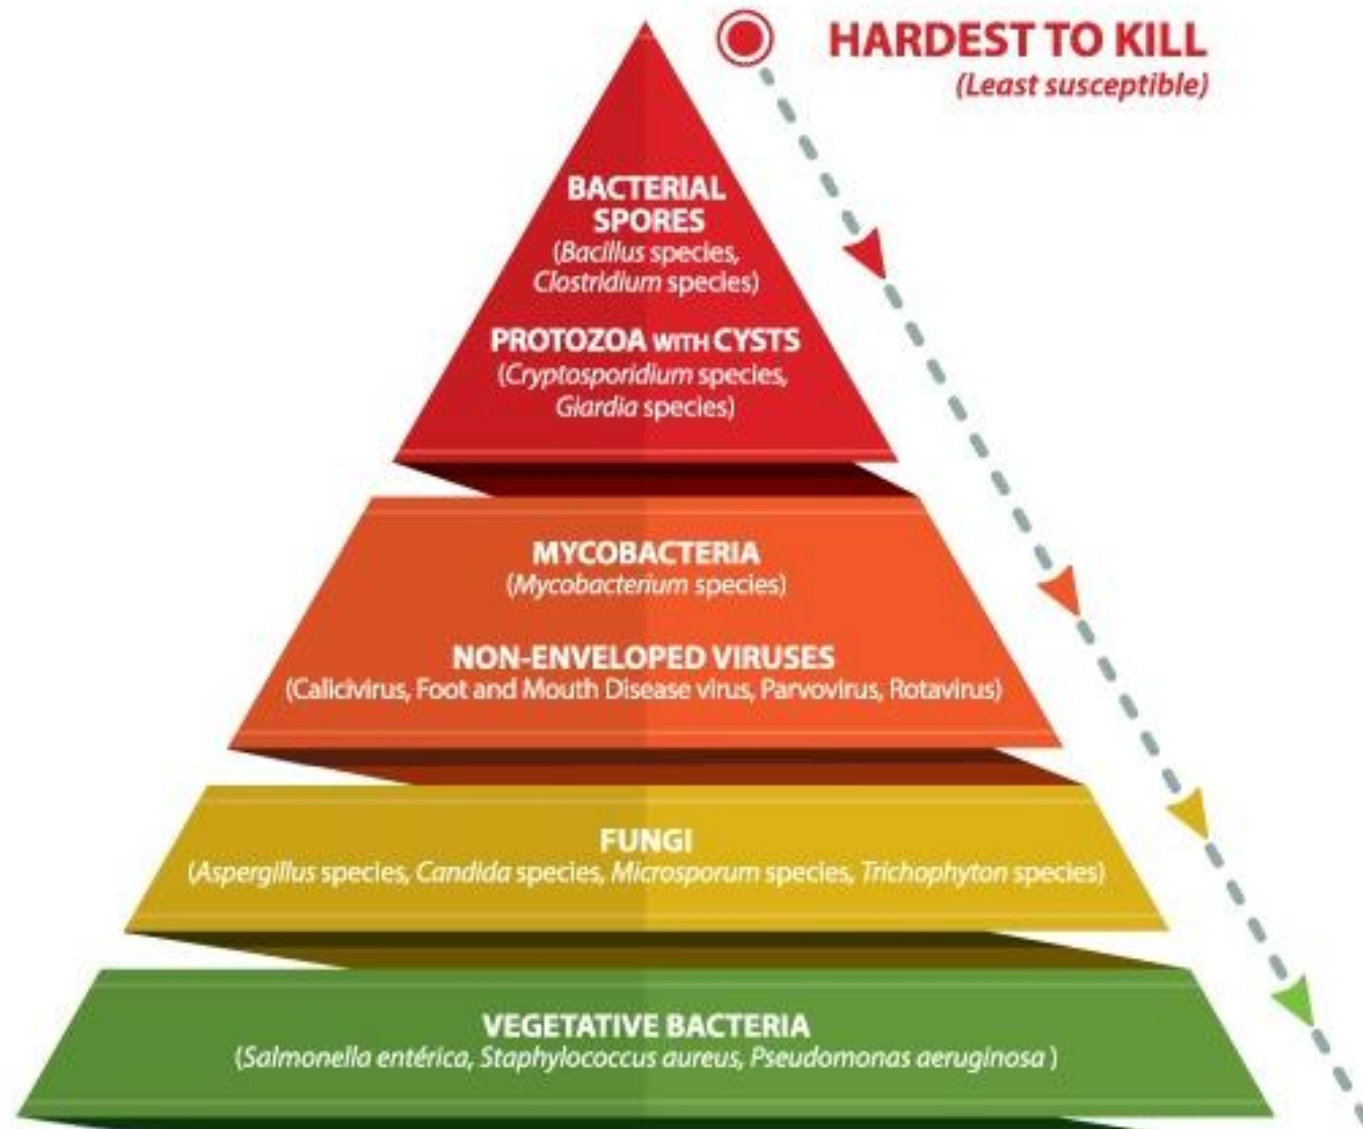 HARDEST TO KILL
(Least susceptible)
BACTERIAL
SPORES
(Bacillus species,
Clostridium species)
PROTOZOA WITH CYSTS
(Cryptosporidium species,
Giardia species)
MYCOBACTERIA
(Mycobacterium species)
NON-ENVELOPED VIRUSES
(Calicivirus, Foot and Mouth Disease virus, Parvovirus, Rotavirus)
FUNGI
(Aspergillus species, Candida species, Microsporum species, Trichophyton species)
VEGETATIVE BACTERIA
(Salmonella entérica, Staphylococcus aureus, Pseudomonas aeruginosa )